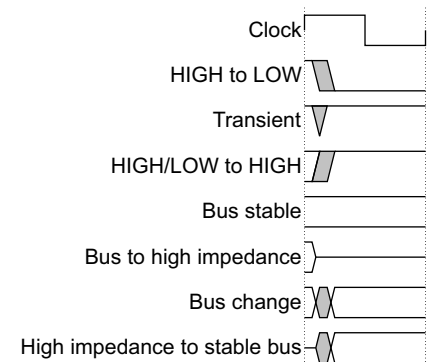 Clock
HIGH to LOW
Transient
HIGH/LOW to HIGH
Bus stable
Bus to high impedance
Bus change
High impedance to stable bus